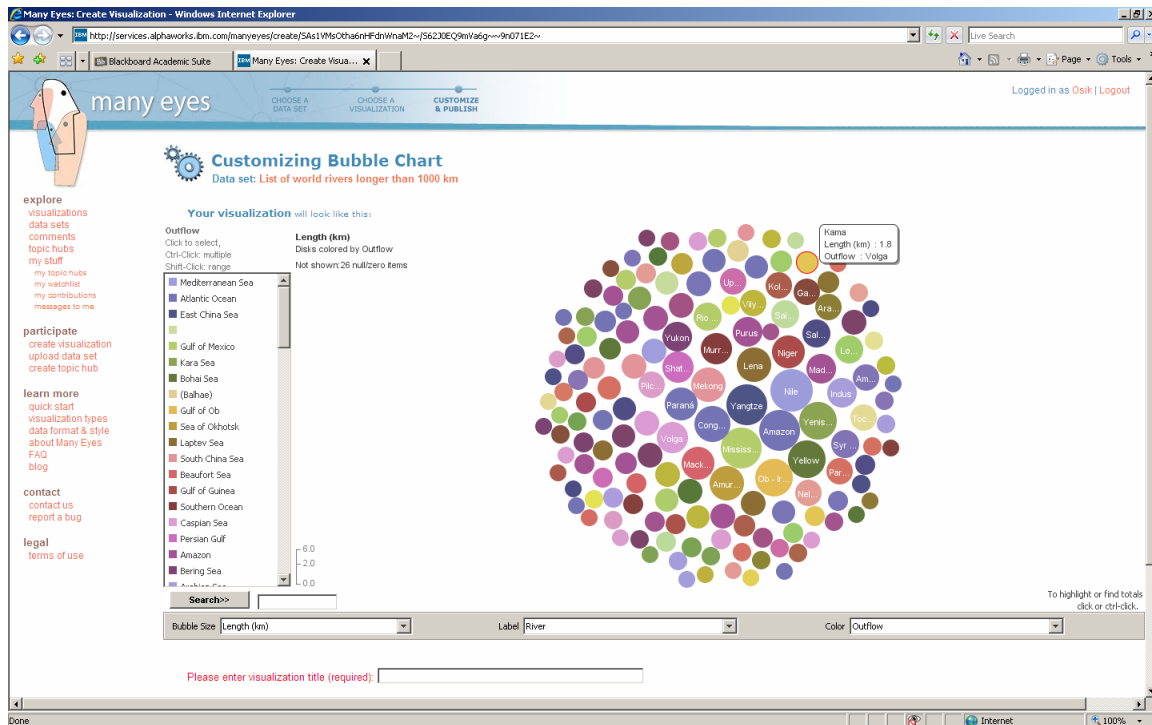 Many Eyes: Create Visualization - Windows Internet Explorer
Live Search
Blackboard Academic Suite
Many Eyes: Create Visua...
Page
Tools
many eyes
CHOOSE A
DATA SET
CHOOSE A
VISUALIZATION
CUSTOMIZE
& PUBLISH
Logged in as Osik | Logout
Customizing Bubble Chart
Data set: List of world rivers longer than 1000 km
explore
visualizations
data sets
comments
topic hubs
my stuff
my topic hubs
my watchlist
my contributions
messages to me
participate
create visualization
upload data set
create topic hub
learn more
quick start
visualization types
data format & style
about Many Eyes
FAQ
blog
contact
contact us
report a bug
legal
terms of use
Your visualization will look like this:
Outflow
Click to select,
Ctrl-Click: multiple
Shift-Click: range
Mediterranean Sea
Atlantic Ocean
East China Sea
Gulf of Mexico
Kara Sea
Bohai Sea
(Balhae)
Gulf of Ob
Sea of Okhotsk
Laptev Sea
South China Sea
Beaufort Sea
Gulf of Guinea
Southern Ocean
Caspian Sea
Persian Gulf
Amazon
Bering Sea
Length (km)
Disks colored by Outflow
Not shown:26 null/zero items
6.0
2.0
0.0
Kama
Length (km) : 1.8
Outflow : Volga
Up...
Kol...
Ga...
Rio ...
Vily...
Sai...
Ara...
Yukon
Murr...
Purus
Sal...
Lo...
Shat...
Lena
Niger
Mad...
Am...
Pilc...
Mekong
Nile
Indus
Paraná
Yangtze
Cong...
Amazon
Yenis...
Toc...
Volga
Mississ...
Syr ...
Mack...
Yellow
Par...
Amur...
Ob - Ir...
Nel...
Search>>
To highlight or find totals
click or ctrl-click.
Bubble Size Length (km) Label River Color Outflow
Please enter visualization title (required):
Done
Internet
100%